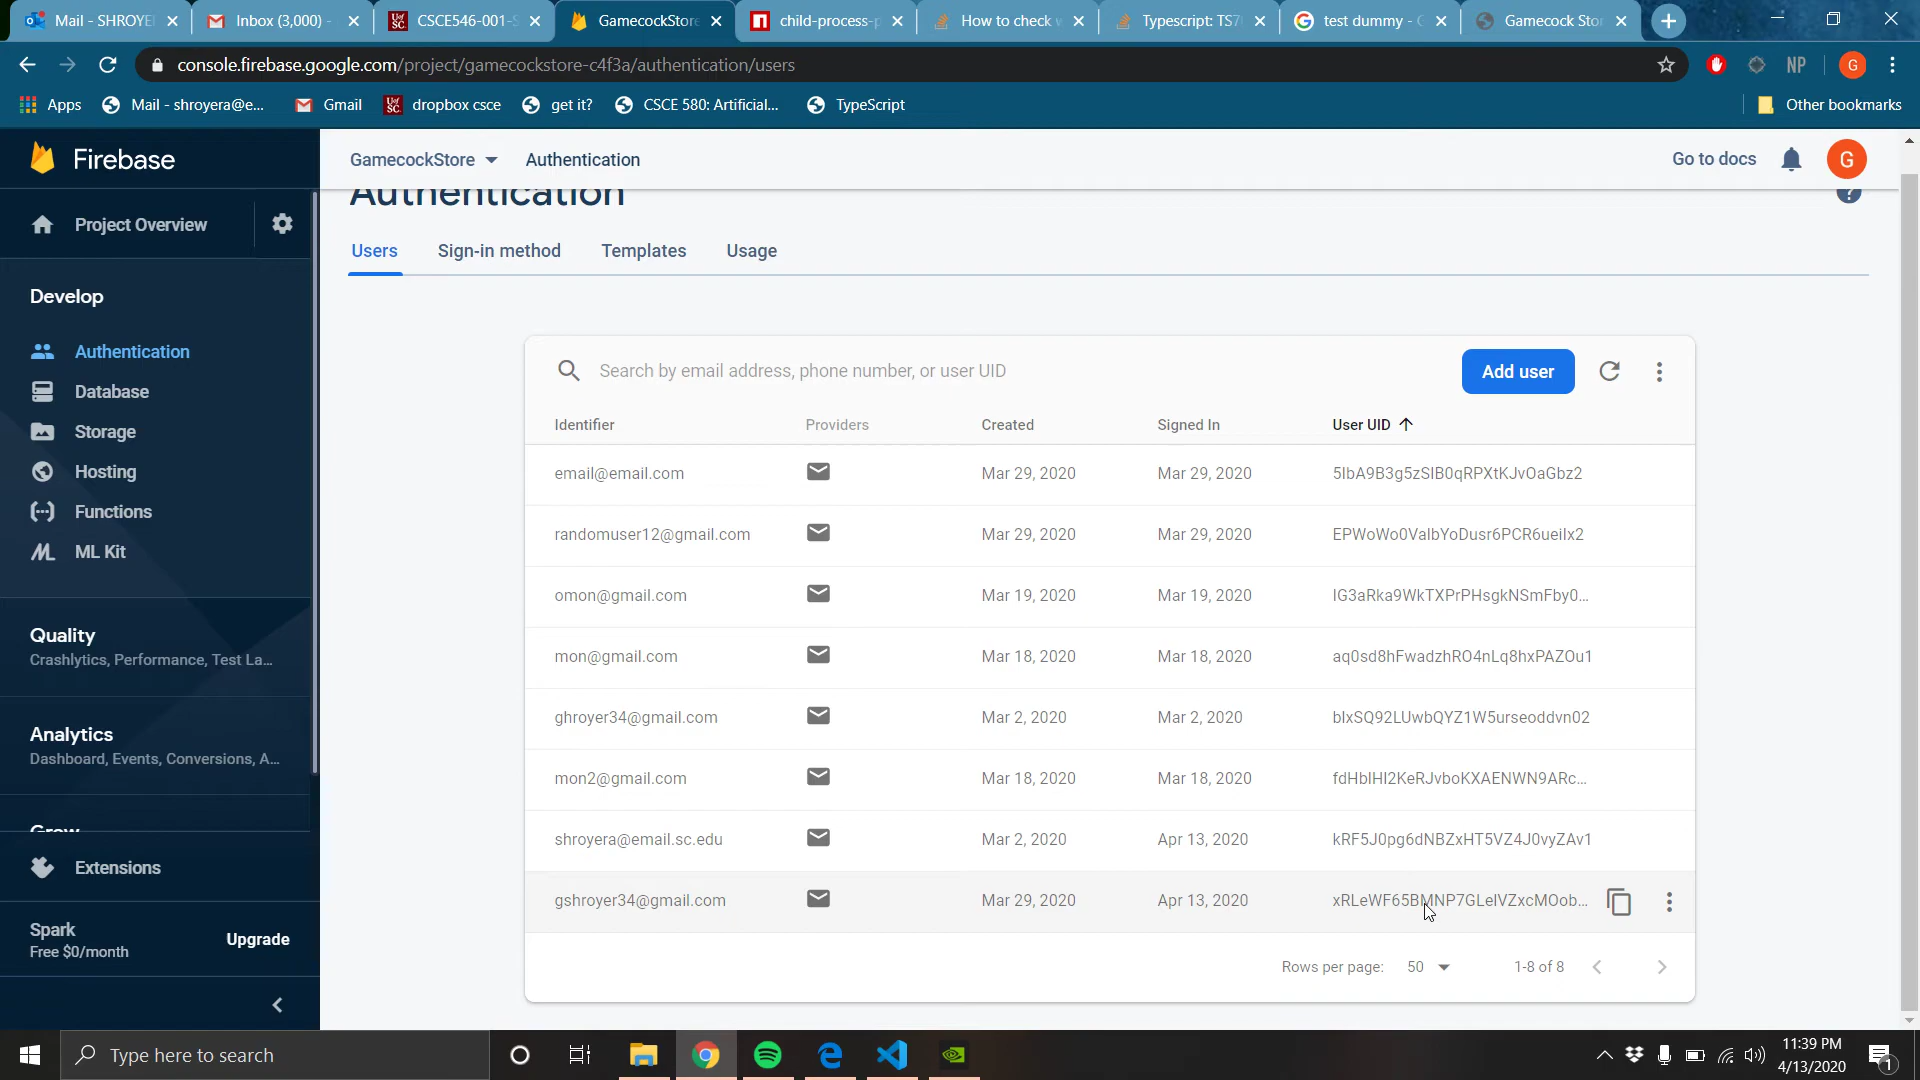 Mail - SHROYE
Inbox (3,000) -
CSCE546-001-S
GamecockStore
child-process-p
How to check w
Typescript: TS7
test dummy - G
Gamecock Sto
console.firebase.google.com/project/gamecockstore-c4f3a/authentication/users
NP
G
Apps
Mail - shroyera@e...
Gmail
dropbox csce
get it?
CSCE 580: Artificial...
TypeScript
Other bookmarks
Firebase
GamecockStore
Authentication
Go to docs
G
Project Overview
Authentication
Users
Sign-in method
Templates
Usage
Develop
Authentication
Database
Storage
Hosting
Functions
ML Kit
Quality
Crashlytics, Performance, Test La...
Analytics
Dashboard, Events, Conversions, A...
Grow
Extensions
Spark
Free $0/month
Upgrade
Search by email address, phone number, or user UID
Add user
Identifier Providers Created Signed In User UID
email@email.com Mar 29, 2020 Mar 29, 2020 5IbA9B3g5zSIB0qRPXtKJvOaGbz2
randomuser12@gmail.com Mar 29, 2020 Mar 29, 2020 EPWoWo0ValbYoDusr6PCR6ueiIx2
omon@gmail.com Mar 19, 2020 Mar 19, 2020 IG3aRka9WkTXPrPHsgkNSmFby0...
mon@gmail.com Mar 18, 2020 Mar 18, 2020 aq0sd8hFwadzhRO4nLq8hxPAZOu1
ghroyer34@gmail.com Mar 2, 2020 Mar 2, 2020 blxSQ92LUwbQYZ1W5urseoddvn02
mon2@gmail.com Mar 18, 2020 Mar 18, 2020 fdHblHI2KeRJvboKXAENWN9ARc...
shroyera@email.sc.edu Mar 2, 2020 Apr 13, 2020 kRF5J0pg6dNBZxHT5VZ4J0vyZAv1
gshroyer34@gmail.com Mar 29, 2020 Apr 13, 2020 xRLeWF65BMNP7GLeIVZxcMOob...
Rows per page: 50 1-8 of 8
Type here to search
11:39 PM
4/13/2020
1